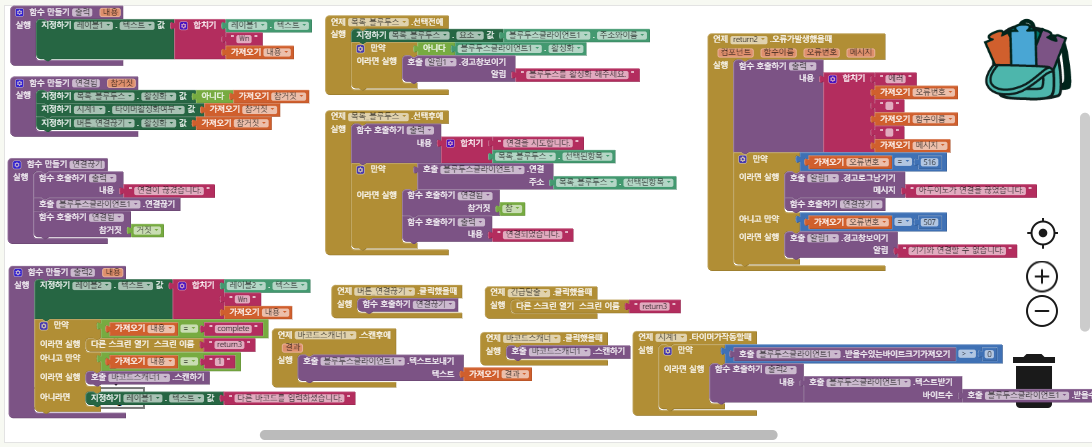 함수 만들기 출력 내용
실행 지정하기 레이블1 . 텍스트 값 합치기 레이블1 . 텍스트
" \n "
가져오기 내용
함수 만들기 연결됨 참거짓
실행 지정하기 목록_블루투스 . 활성화 값 아니다 가져오기 참거짓
지정하기 시계1 . 타이머활성화여부 값 가져오기 참거짓
지정하기 버튼_연결끊기 . 활성화 값 가져오기 참거짓
함수 만들기 연결끊기
실행 함수 호출하기 출력
내용 " 연결이 끊겼습니다. "
호출 블루투스클라이언트1 .연결끊기
함수 호출하기 연결됨
참거짓 거짓
함수 만들기 출력2 내용
실행 지정하기 레이블2 . 텍스트 값 합치기 레이블2 . 텍스트
" \n "
가져오기 내용
만약 가져오기 내용 = " complete "
이라면 실행 다른 스크린 열기 스크린 이름 " return3 "
아니고 만약 가져오기 내용 = " 1 "
이라면 실행 호출 바코드스캐너1 .스캔하기
아니라면 지정하기 레이블1 . 텍스트 값 " 다른 바코드를 입력하셨습니다. "
언제 목록_블루투스 .선택전에
실행 지정하기 목록_블루투스 . 요소 값 블루투스클라이언트1 . 주소와이름
만약 아니다 블루투스클라이언트1 . 활성화
이라면 실행 호출 알림1 .경고창보이기
알림 " 블루투스를 활성화 해주세요. "
언제 목록_블루투스 .선택후에
실행 함수 호출하기 출력
내용 합치기 " 연결을 시도합니다. "
목록_블루투스 . 선택된항목
만약 호출 블루투스클라이언트1 .연결
주소 목록_블루투스 . 선택된항목
이라면 실행 함수 호출하기 연결됨
참거짓 참
함수 호출하기 출력
내용 " 연결되었습니다. "
언제 버튼_연결끊기 .클릭했을때
실행 함수 호출하기 연결끊기
언제 .클릭했을때
실행 다른 스크린 열기 스크린 이름 " return3 "
언제 바코드스캐너1 .스캔후에
결과
실행 호출 블루투스클라이언트1 .텍스트보내기
텍스트 가져오기 결과
언제 바코드스캐너 .클릭했을때
실행 호출 바코드스캐너1 .스캔하기
언제 return2 .오류가발생했을때
컴포넌트 함수이름 오류번호 메시지
실행 함수 호출하기 출력
내용 합치기 " 에러 "
가져오기 오류번호
" "
가져오기 함수이름
" "
가져오기 메시지
만약 가져오기 오류번호 = 516
이라면 실행 호출 알림1 .경고로그남기기
메시지 " 아두이노가 연결을 끊었습니다. "
함수 호출하기 연결끊기
아니고 만약 가져오기 오류번호 = 507
이라면 실행 호출 알림1 .경고창보이기
알림 " 기기와 연결할 수 없습니다. "
언제 시계1 .타이머가작동할때
실행 만약 호출 블루투스클라이언트1 .받을수있는바이트크기가져오기 > 0
이라면 실행 함수 호출하기 출력2
내용 호출 블루투스클라이언트1 .텍스트받기
바이트수 호출 블루투스클라이언트1 .받을수